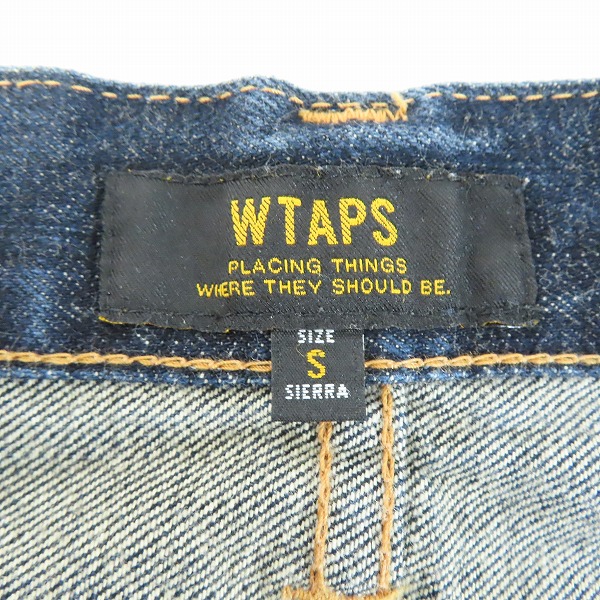 WTAPS
PLACING THINGS
WHERE THEY SHOULD BE.
SIZE
S
SIERRA